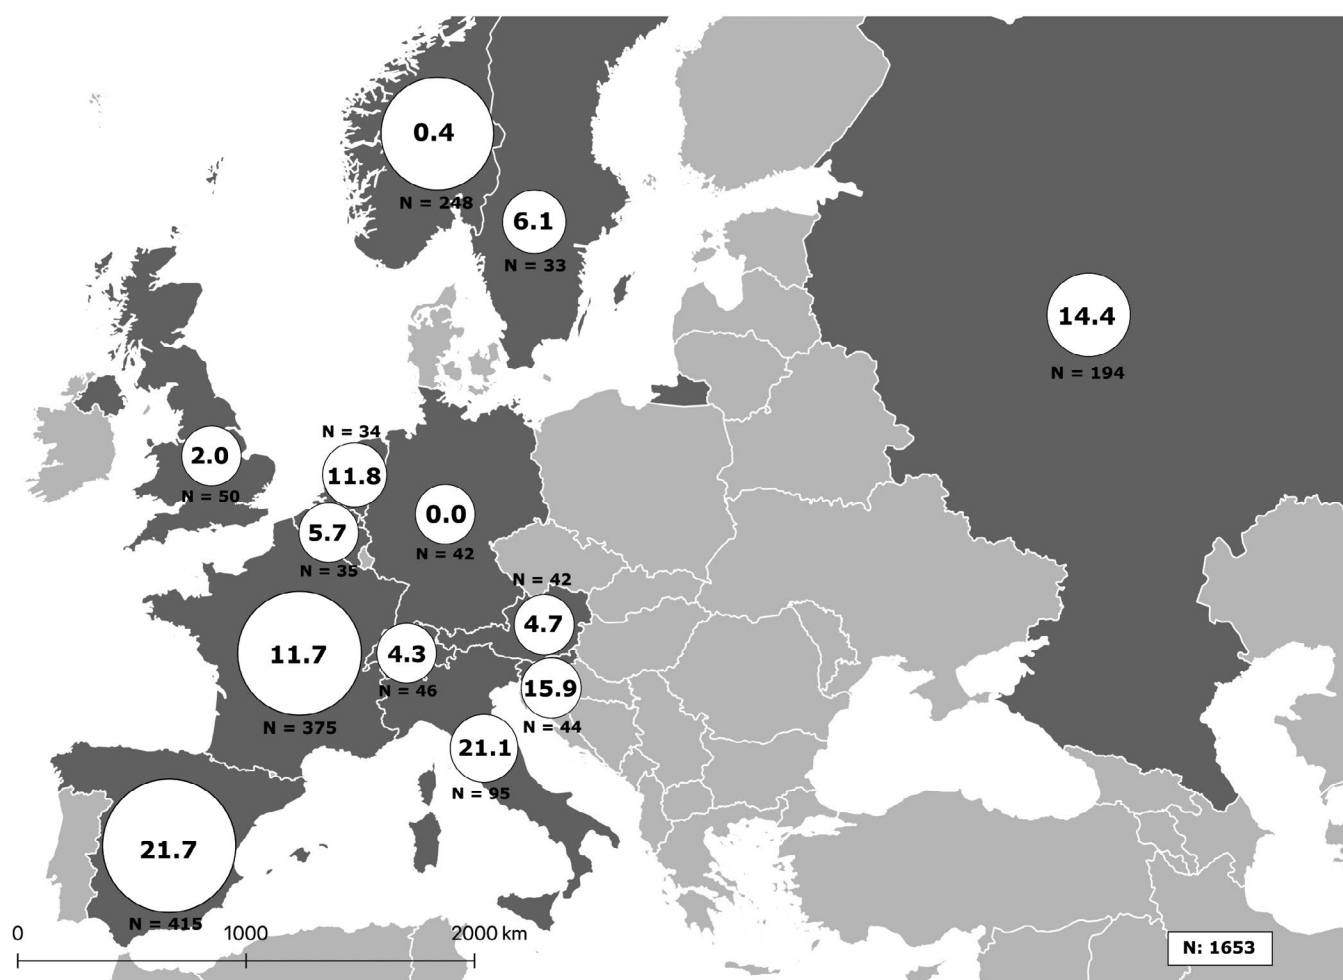 0.4
N = 248
6.1
N = 33
14.4
N = 194
2.0
N = 50
N = 34
11.8
5.7
N = 35
0.0
N = 42
N = 42
4.7
11.7
N = 375
4.3
N = 46
15.9
N = 44
21.1
N = 95
21.7
N = 415
0 1000 2000 km
N: 1653